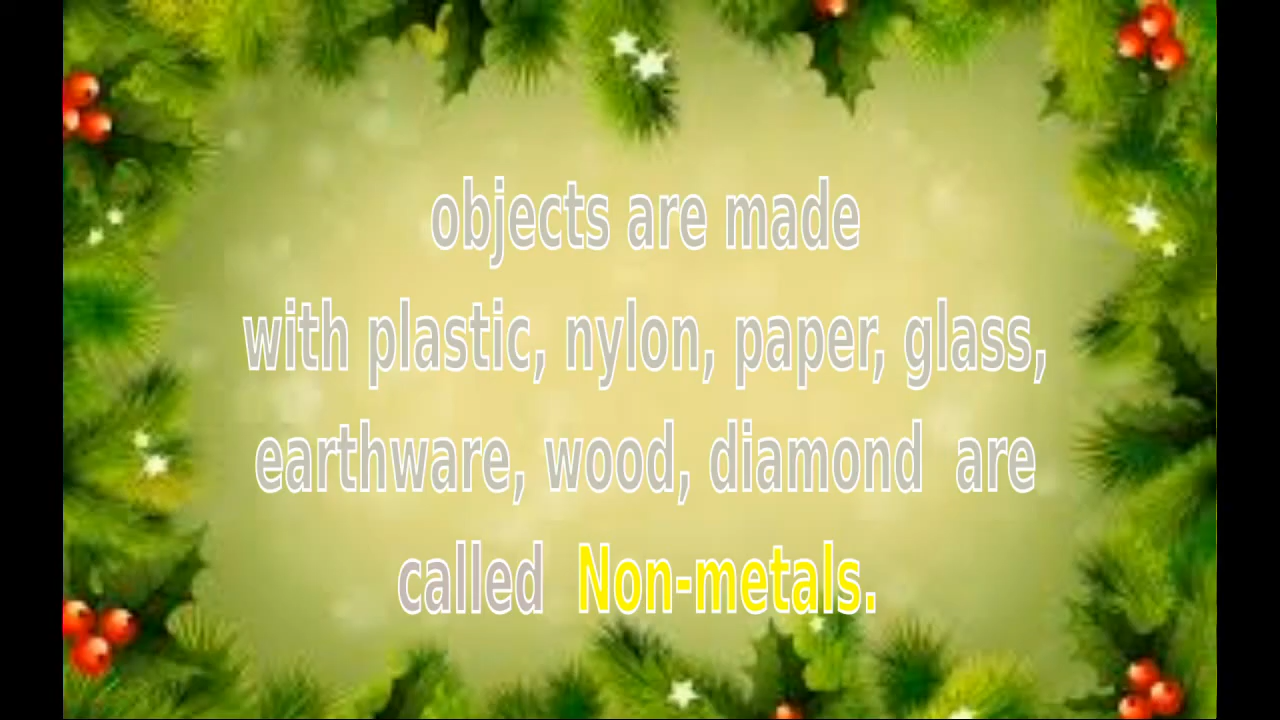 objects are made
with plastic, nylon, paper, glass,
earthware, wood, diamond are
called Non-metals.